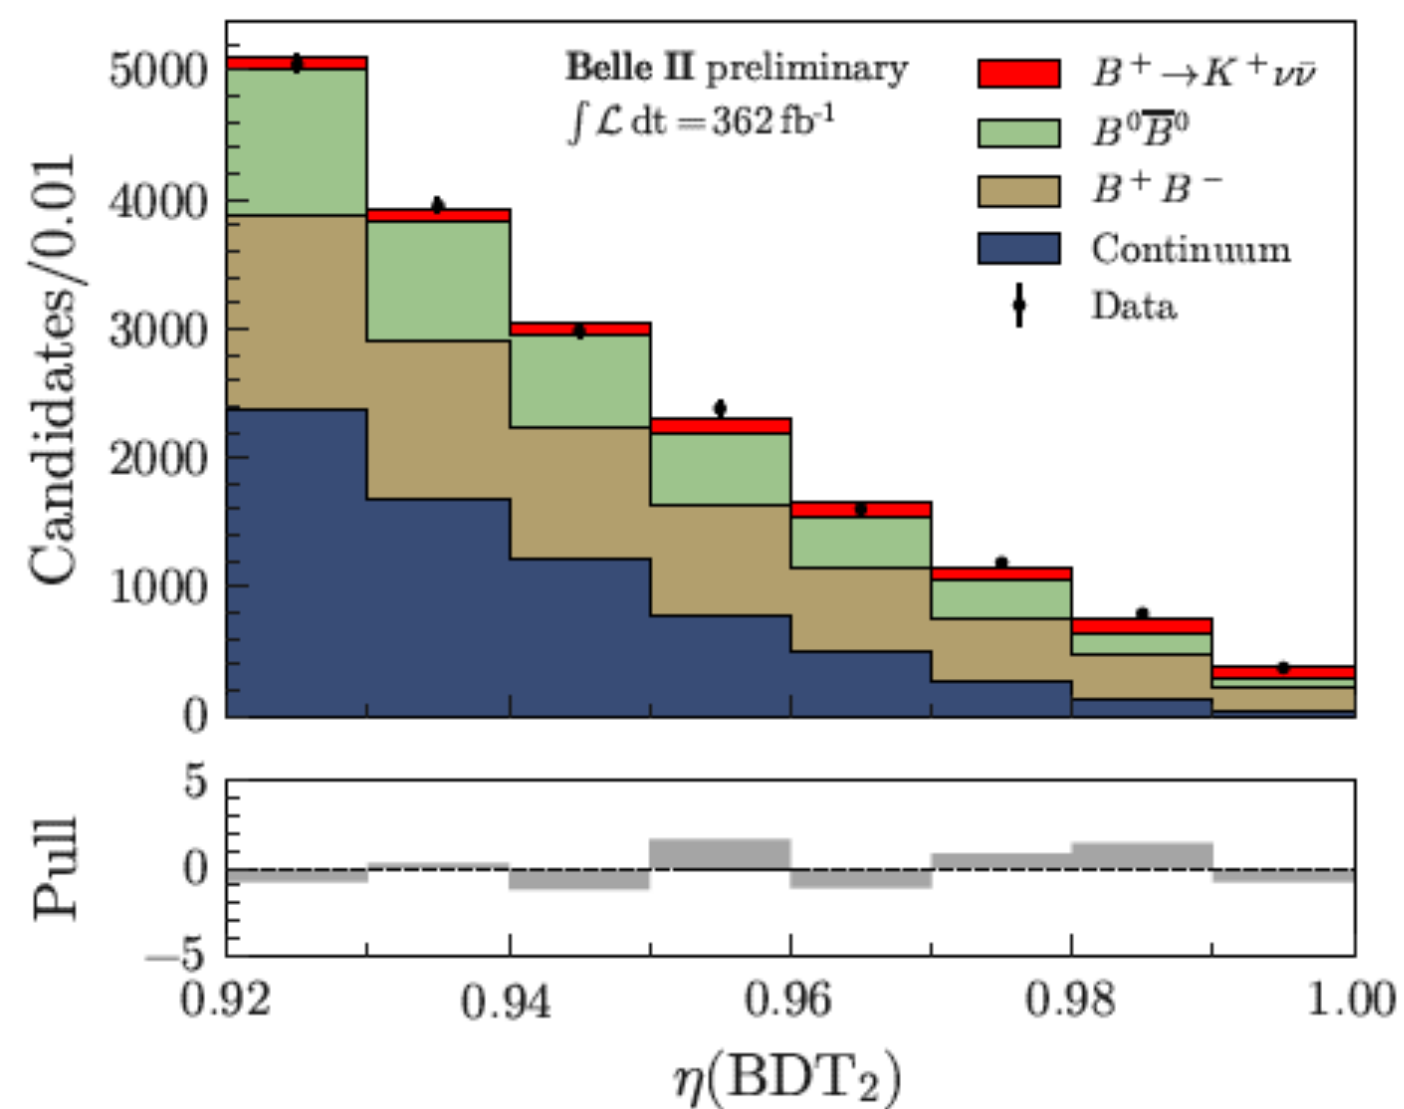 Belle II preliminary
∫ℒ dt = 362 fb⁻¹
B⁺→K⁺νν̄
B⁰B̅⁰
B⁺B⁻
Continuum
Data
Candidates/0.01
5000
4000
3000
2000
1000
0
Pull
5
0
−5
0.92 0.94 0.96 0.98 1.00
η(BDT₂)